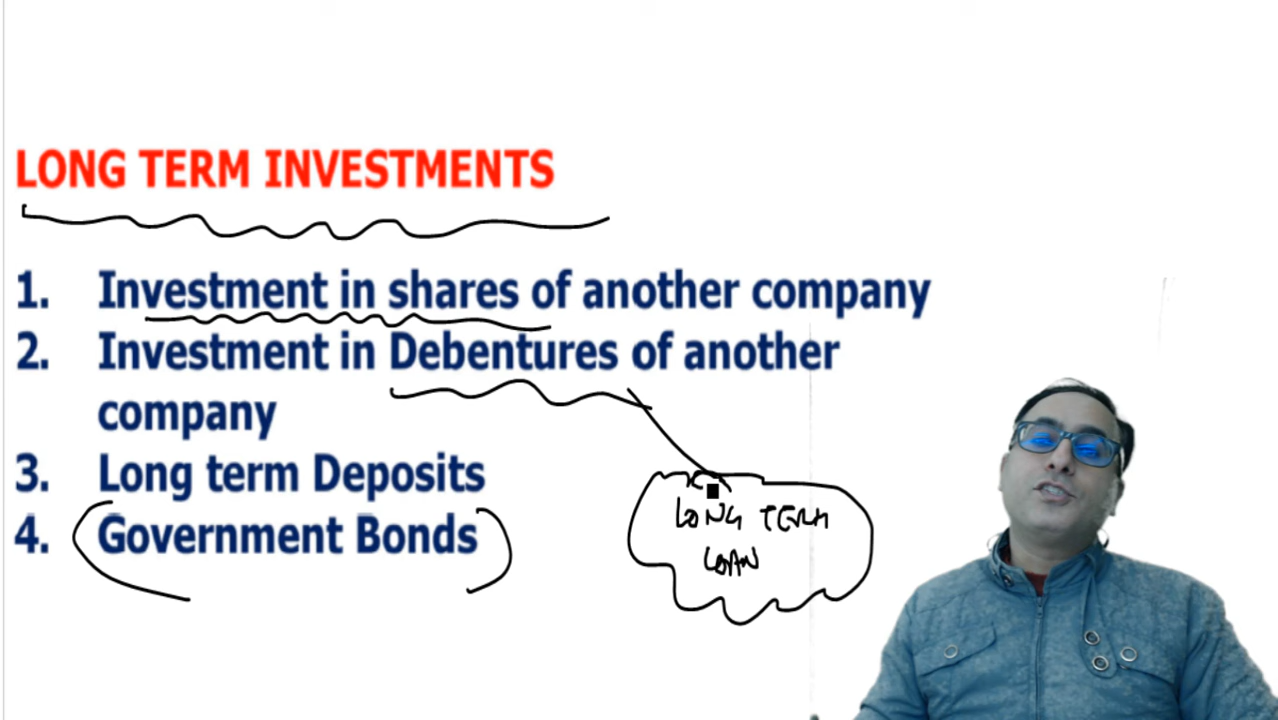 LONG TERM INVESTMENTS
1. Investment in shares of another company
2. Investment in Debentures of another
company
3. Long term Deposits
4. Government Bonds
LONG TERM
LOAN